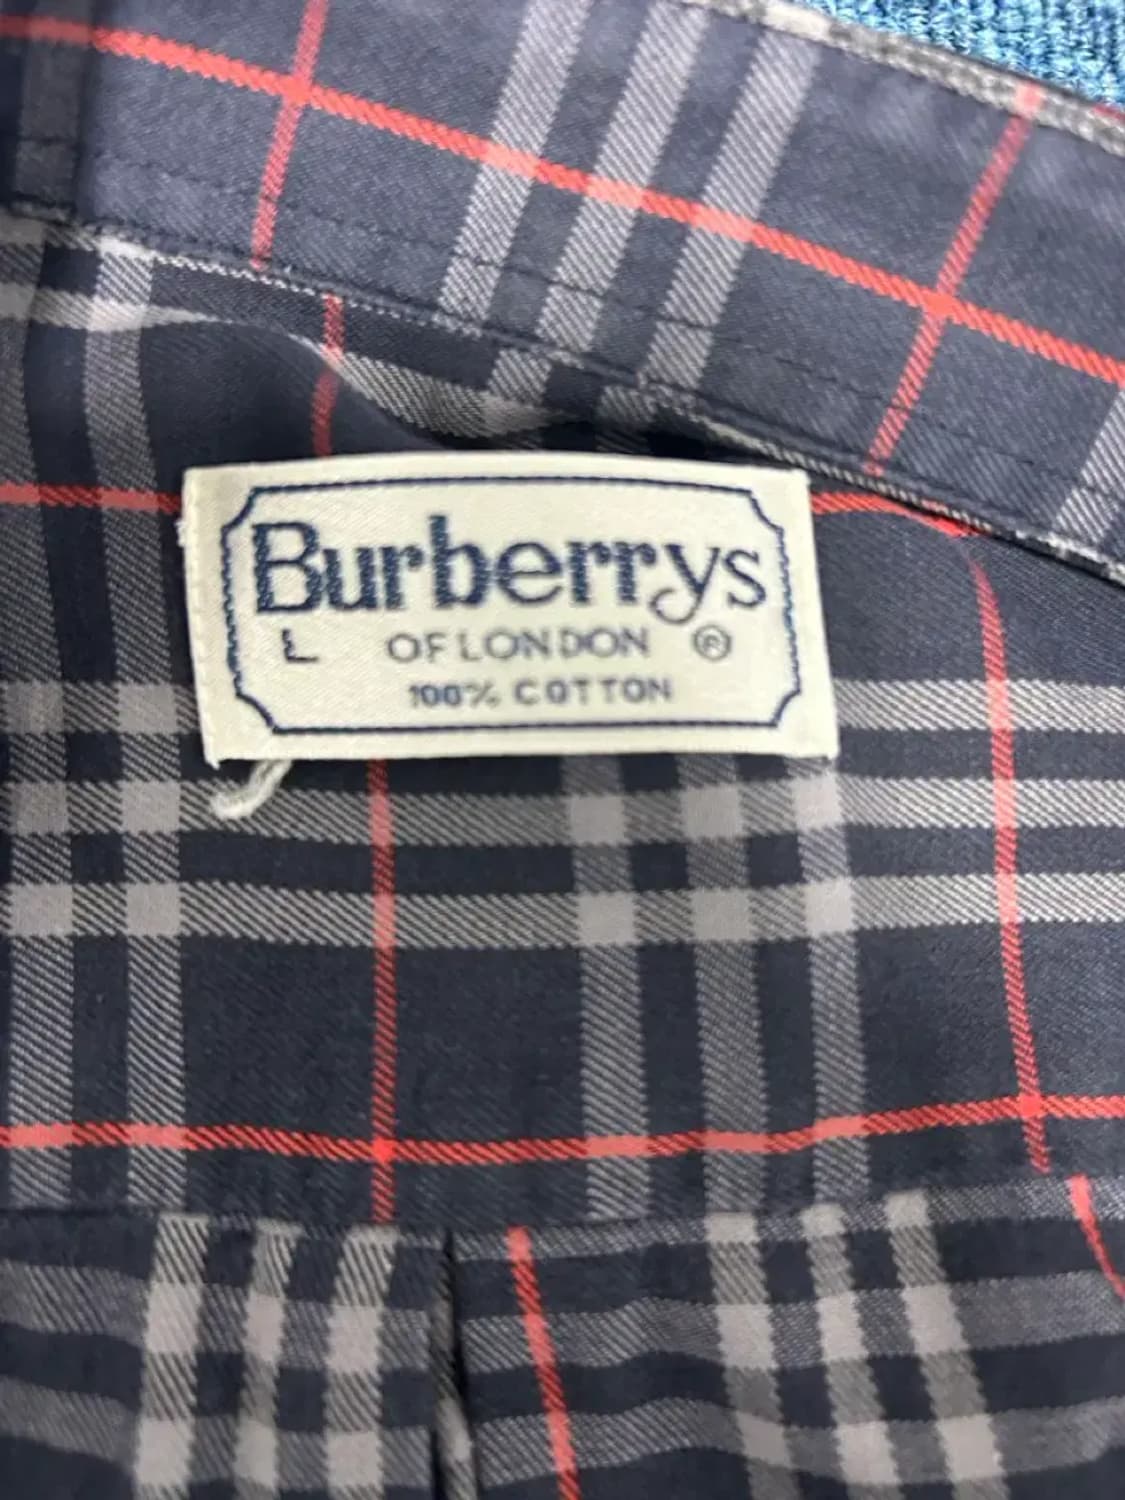 Burberrys
L OF LONDON ®
100% COTTON